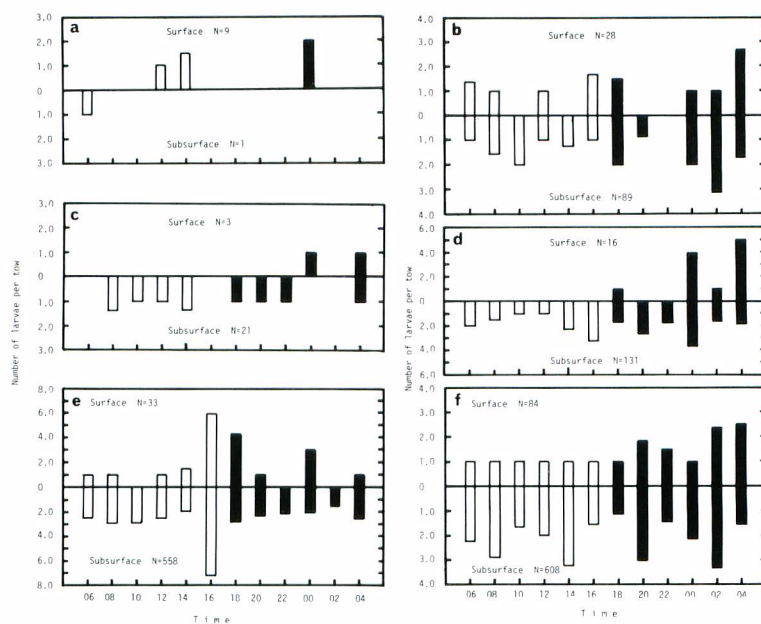 a
Surface N=9
3.0
2.0
1.0
0
1.0
2.0
3.0
Subsurface N=1
b
Surface N=28
4.0
3.0
2.0
1.0
0
1.0
2.0
3.0
4.0
Subsurface N=89
c
Surface N=3
3.0
2.0
1.0
0
1.0
2.0
3.0
Subsurface N=21
d
Surface N=16
6.0
4.0
2.0
0
2.0
4.0
6.0
Subsurface N=131
e
Surface N=33
8.0
6.0
4.0
2.0
0
2.0
4.0
6.0
8.0
Subsurface N=558
06 08 10 12 14 16 18 20 22 00 02 04
Time
f
Surface N=84
4.0
3.0
2.0
1.0
0
1.0
2.0
3.0
4.0
Subsurface N=608
06 08 10 12 14 16 18 20 22 00 02 04
Time
Number of larvae per tow
Number of larvae per tow